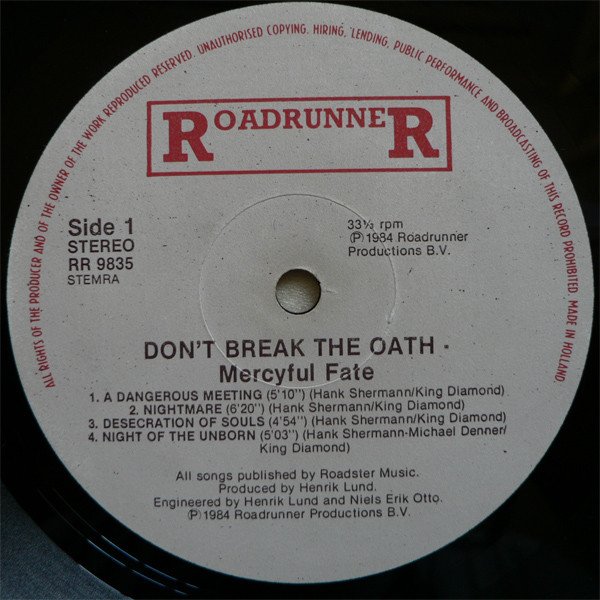 ALL RIGHTS OF THE PRODUCER AND OF THE OWNER OF THE WORK REPRODUCED RESERVED. UNAUTHORISED COPYING, HIRING, LENDING, PUBLIC PERFORMANCE AND BROADCASTING OF THIS RECORD PROHIBITED. MADE IN HOLLAND
ROADRUNNER
Side 1
STEREO
RR 9835
STEMRA
33⅓ rpm
Ⓟ 1984 Roadrunner
Productions B.V.
DON'T BREAK THE OATH -
Mercyful Fate
1. A DANGEROUS MEETING (5'10'') (Hank Shermann/King Diamond)
2. NIGHTMARE (6'20'') (Hank Shermann/King Diamond)
3. DESECRATION OF SOULS (4'54'') (Hank Shermann/King Diamond)
4. NIGHT OF THE UNBORN (5'03'') (Hank Shermann-Michael Denner/
King Diamond)
All songs published by Roadster Music.
Produced by Henrik Lund.
Engineered by Henrik Lund and Niels Erik Otto.
Ⓟ 1984 Roadrunner Productions B.V.